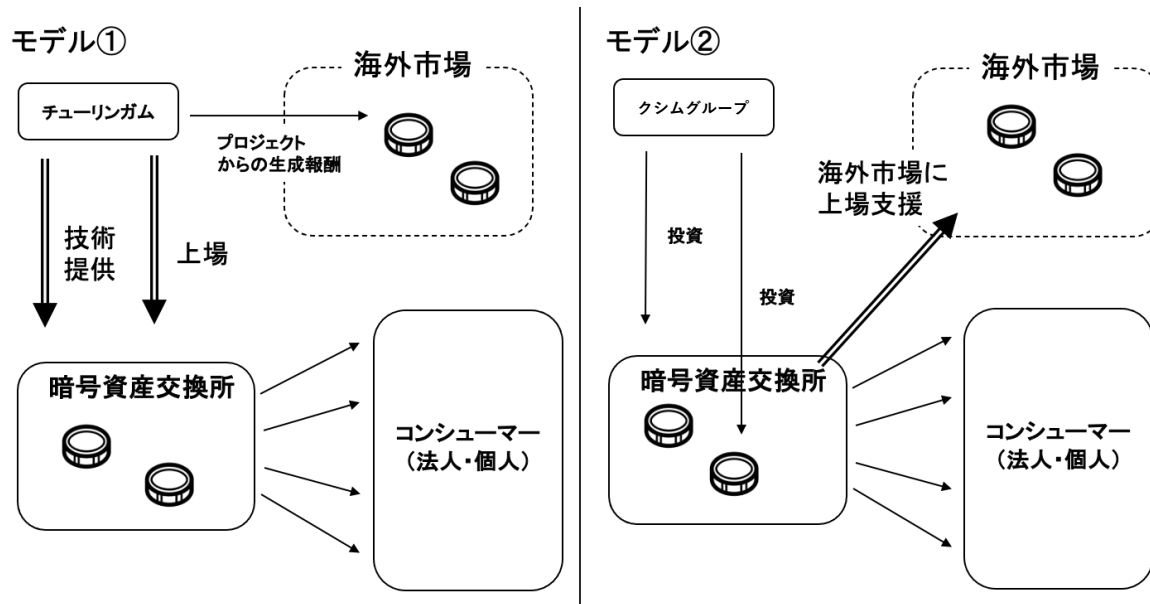 モデル①
海外市場
チューリンガム
プロジェクト
からの生成報酬
技術
提供
上場
暗号資産交換所
コンシューマー
（法人・個人）
モデル②
海外市場
クシムグループ
海外市場に
上場支援
投資
投資
暗号資産交換所
コンシューマー
（法人・個人）